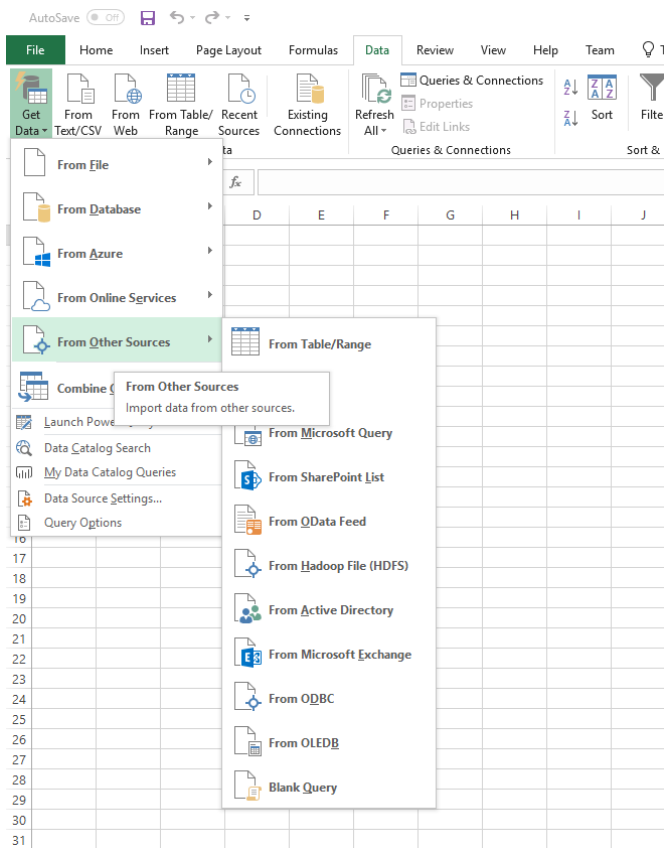 AutoSave Off
File Home Insert Page Layout Formulas Data Review View Help Team
Get Data
From Text/CSV
From Web
From Table/ Range
Recent Sources
Existing Connections
Refresh All
Queries & Connections
Properties
Edit Links
Sort
Filte
Queries & Connections
Sort &
From File
From Database
From Azure
From Online Services
From Other Sources
Combine
Launch Powe
Data Catalog Search
My Data Catalog Queries
Data Source Settings...
Query Options
From Other Sources
Import data from other sources.
From Table/Range
From Microsoft Query
From SharePoint List
From OData Feed
From Hadoop File (HDFS)
From Active Directory
From Microsoft Exchange
From ODBC
From OLEDB
Blank Query
fx
D E F G H I J
16
17
18
19
20
21
22
23
24
25
26
27
28
29
30
31